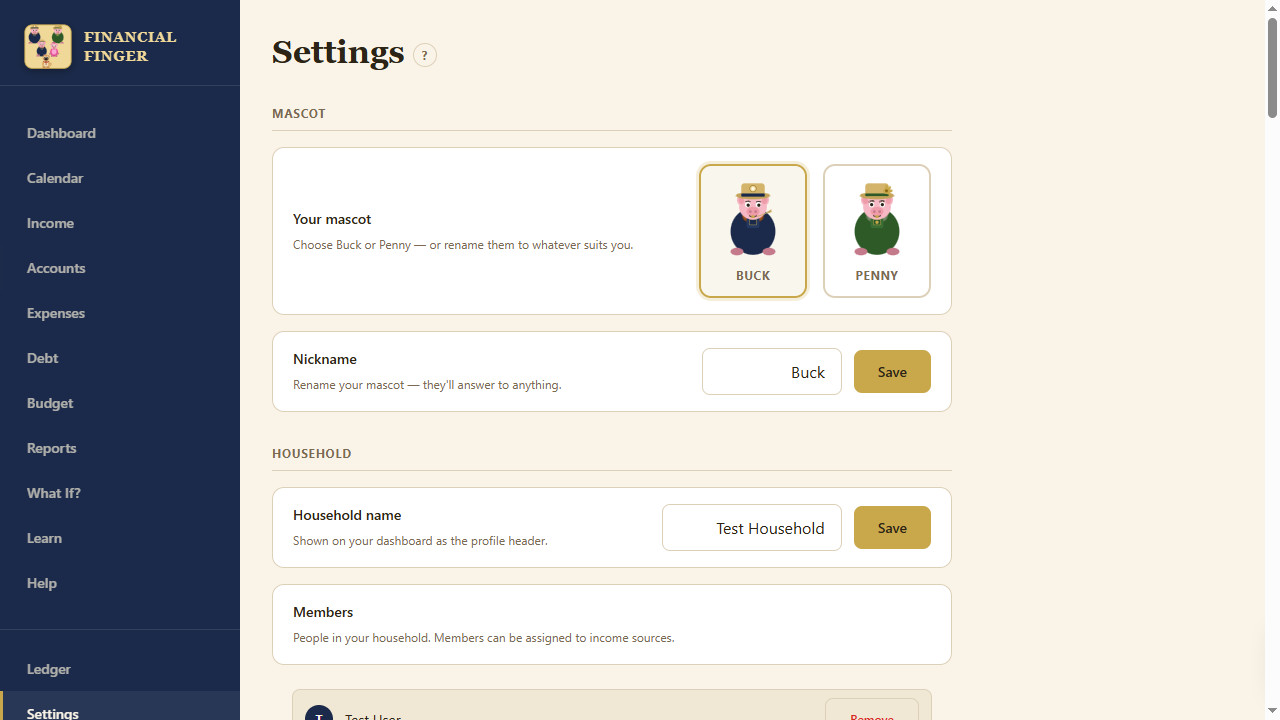 FINANCIAL
FINGER
Dashboard
Calendar
Income
Accounts
Expenses
Debt
Budget
Reports
What If?
Learn
Help
Ledger
Settings
Settings ?
MASCOT
Your mascot
Choose Buck or Penny — or rename them to whatever suits you.
BUCK
PENNY
Nickname
Rename your mascot — they'll answer to anything.
Buck
Save
HOUSEHOLD
Household name
Shown on your dashboard as the profile header.
Test Household
Save
Members
People in your household. Members can be assigned to income sources.
T
Test User
Remove